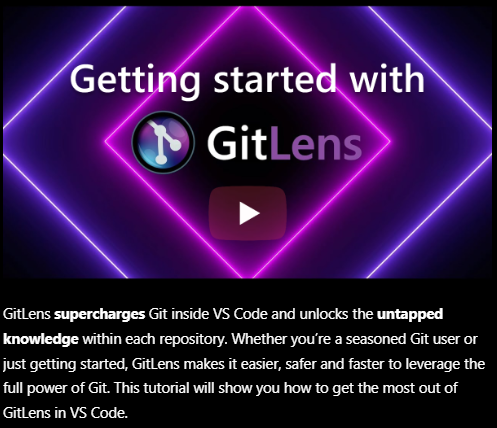 Getting started with
GitLens
GitLens supercharges Git inside VS Code and unlocks the untapped
knowledge within each repository. Whether you’re a seasoned Git user or
just getting started, GitLens makes it easier, safer and faster to leverage the
full power of Git. This tutorial will show you how to get the most out of
GitLens in VS Code.